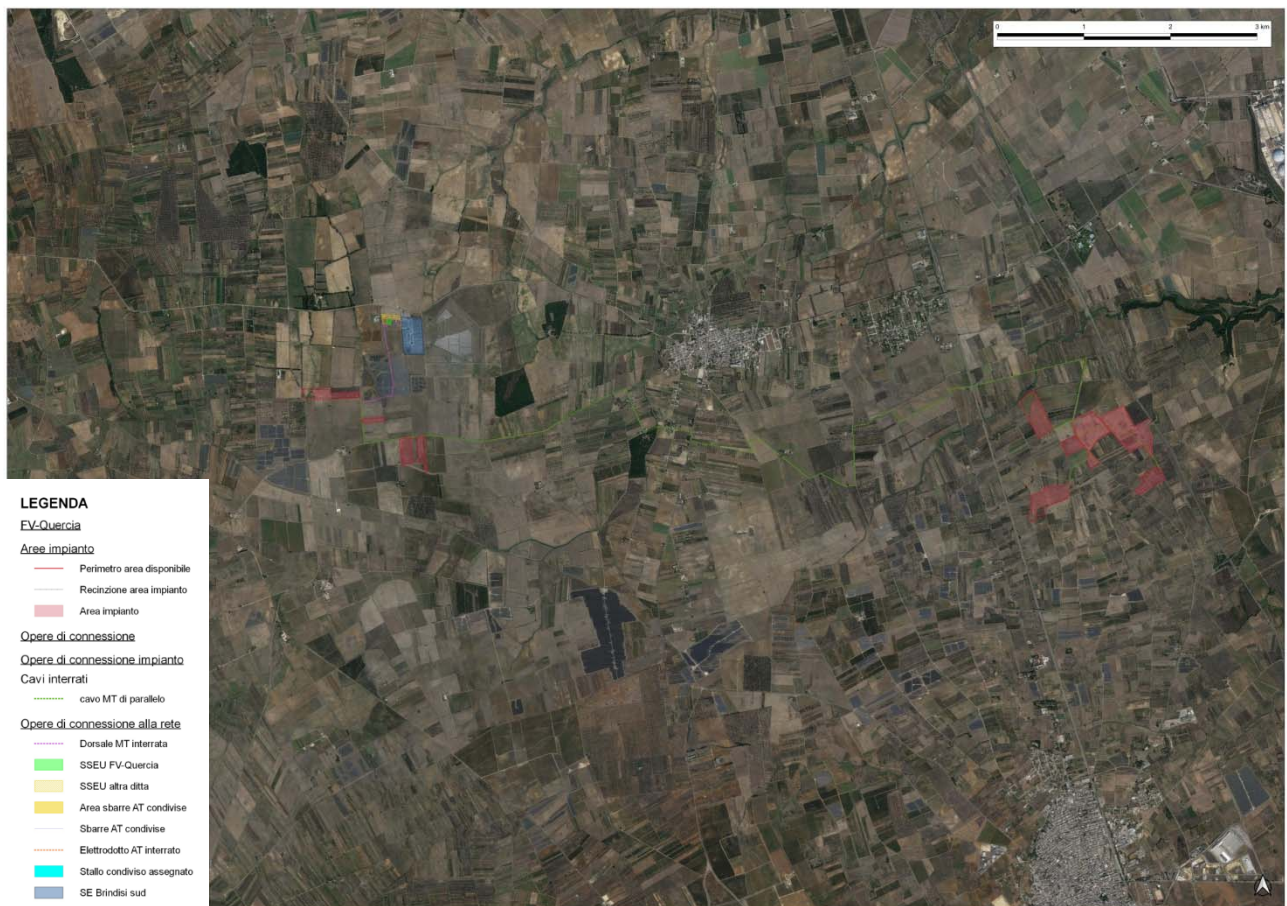 0 1 2 3 km
LEGENDA
FV-Quercia
Aree impianto
Perimetro area disponibile
Recinzione area impianto
Area impianto
Opere di connessione
Opere di connessione impianto
Cavi interrati
cavo MT di parallelo
Opere di connessione alla rete
Dorsale MT interrata
SSEU FV-Quercia
SSEU altra ditta
Area sbarre AT condivise
Sbarre AT condivise
Elettrodotto AT interrato
Stallo condiviso assegnato
SE Brindisi sud